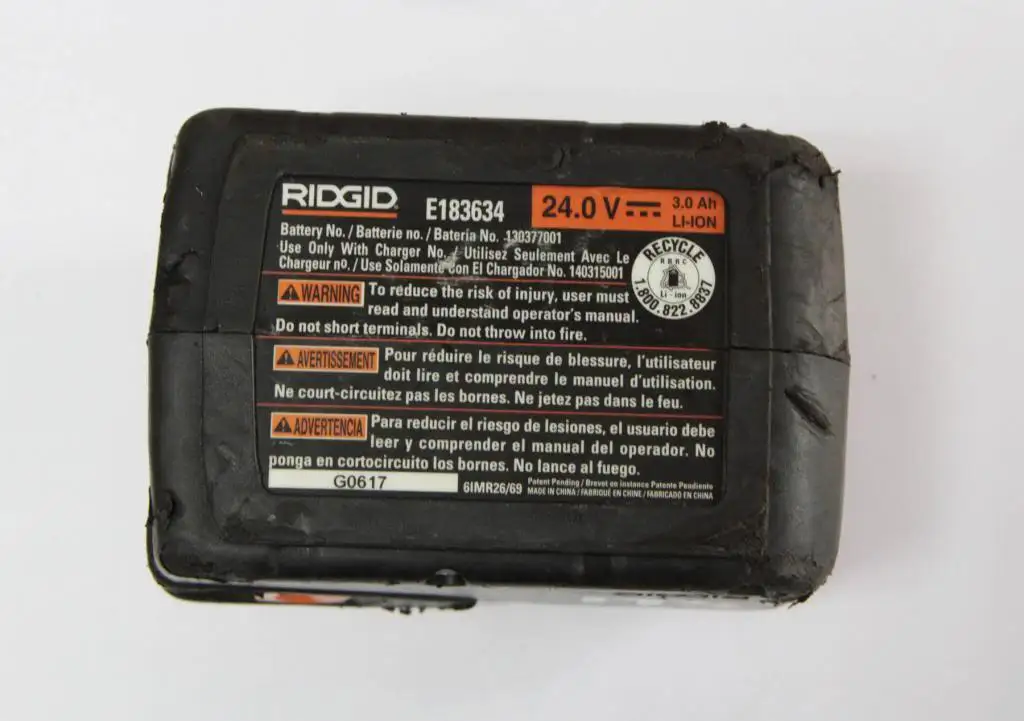 RIDGID
E183634
24.0 V
3.0 Ah
LI-ION
Battery No. / Batterie no. / Batería No. 130377001
Use Only With Charger No. / Utilisez Seulement Avec Le
Chargeur no. / Use Solamente Con El Chargador No. 140315001
RECYCLE
RBRC
Li-ion
1.800.822.8837
WARNING To reduce the risk of injury, user must
read and understand operator's manual.
Do not short terminals. Do not throw into fire.
AVERTISSEMENT Pour réduire le risque de blessure, l'utilisateur
doit lire et comprendre le manuel d'utilisation.
Ne court-circuitez pas les bornes. Ne jetez pas dans le feu.
ADVERTENCIA Para reducir el riesgo de lesiones, el usuario debe
leer y comprender el manual del operador. No
ponga en cortocircuito los bornes. No lance al fuego.
G0617
6IMR26/69
Patent Pending / Brevet en instance Patente Pendiente
MADE IN CHINA / FABRIQUÉ EN CHINE / FABRICADO EN CHINA